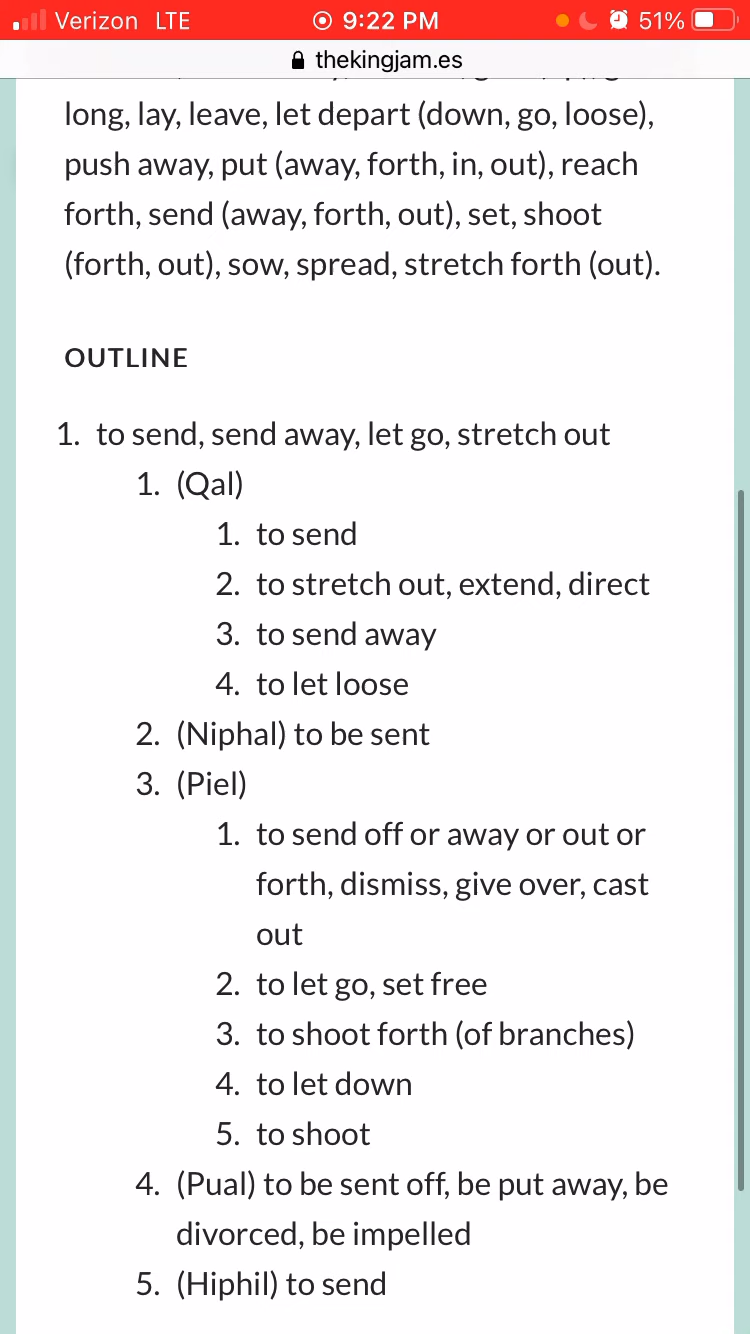 Verizon LTE 9:22 PM 51%
thekingjam.es
long, lay, leave, let depart (down, go, loose),
push away, put (away, forth, in, out), reach
forth, send (away, forth, out), set, shoot
(forth, out), sow, spread, stretch forth (out).
OUTLINE
1. to send, send away, let go, stretch out
1. (Qal)
1. to send
2. to stretch out, extend, direct
3. to send away
4. to let loose
2. (Niphal) to be sent
3. (Piel)
1. to send off or away or out or
forth, dismiss, give over, cast
out
2. to let go, set free
3. to shoot forth (of branches)
4. to let down
5. to shoot
4. (Pual) to be sent off, be put away, be
divorced, be impelled
5. (Hiphil) to send